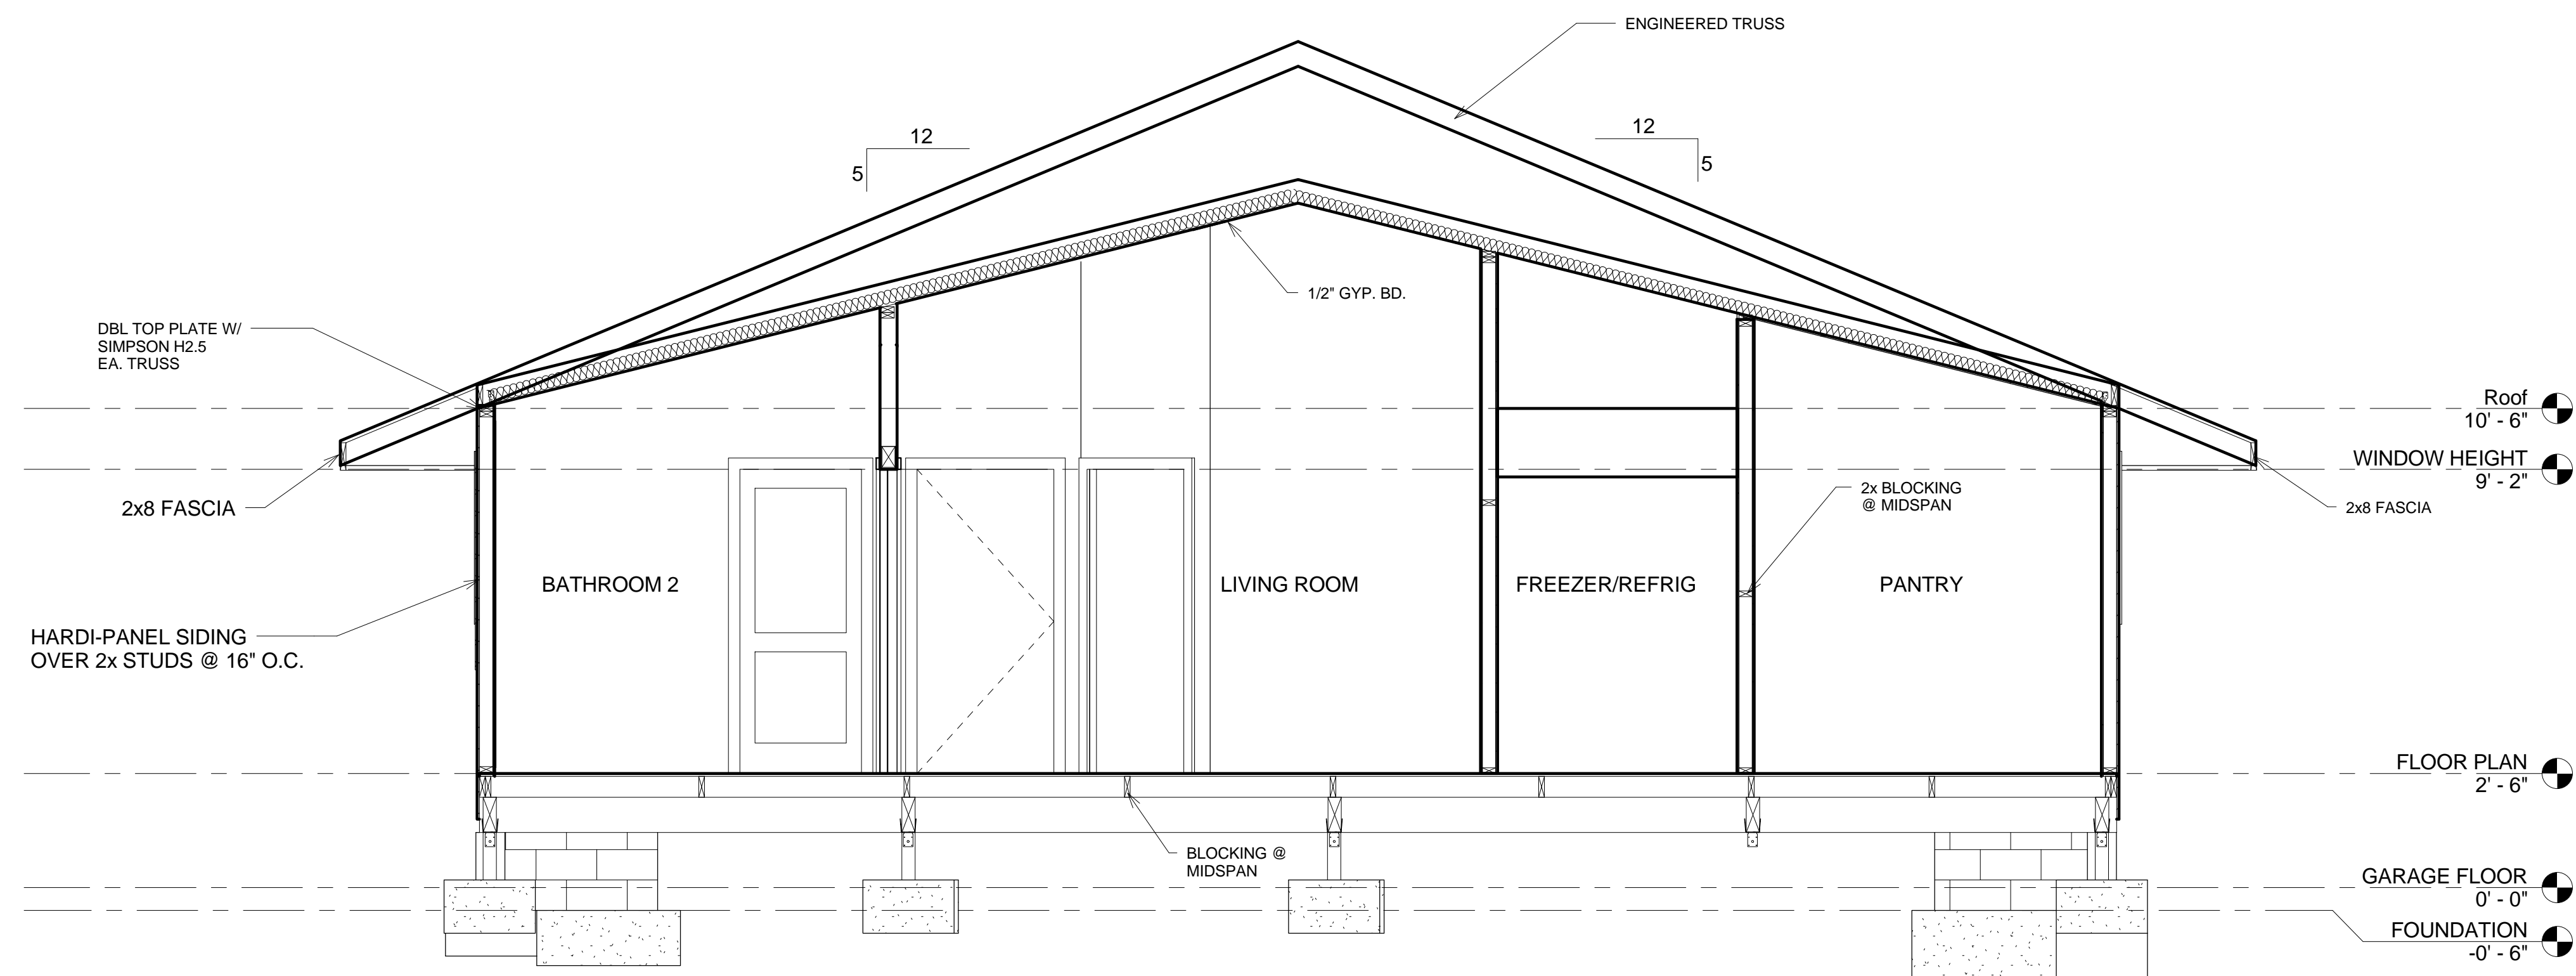 ENGINEERED TRUSS
12
5
12
5
1/2" GYP. BD.
DBL TOP PLATE W/
SIMPSON H2.5
EA. TRUSS
Roof
10' - 6"
WINDOW HEIGHT
9' - 2"
2x8 FASCIA
2x BLOCKING
@ MIDSPAN
2x8 FASCIA
BATHROOM 2
LIVING ROOM
FREEZER/REFRIG
PANTRY
HARDI-PANEL SIDING
OVER 2x STUDS @ 16" O.C.
FLOOR PLAN
2' - 6"
BLOCKING @
MIDSPAN
GARAGE FLOOR
0' - 0"
FOUNDATION
-0' - 6"